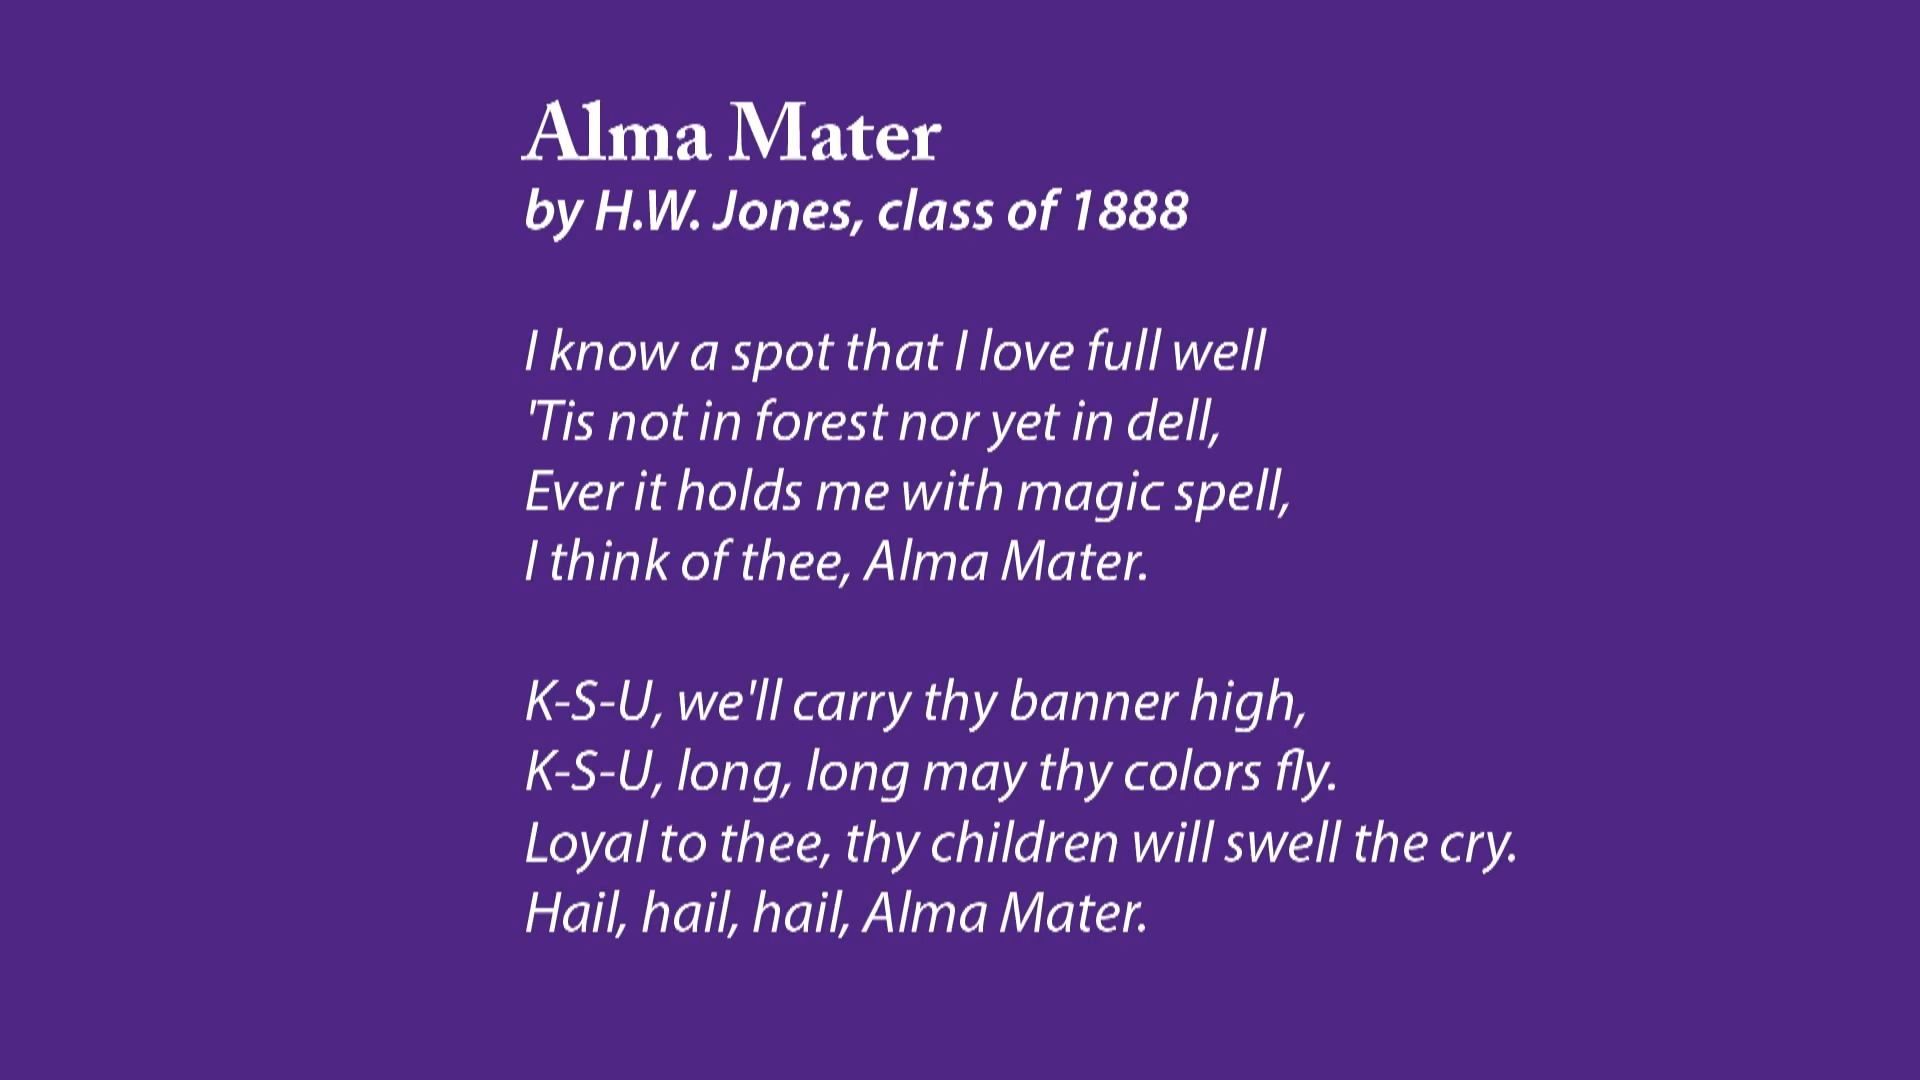 Alma Mater
by H.W. Jones, class of 1888
I know a spot that I love full well
'Tis not in forest nor yet in dell,
Ever it holds me with magic spell,
I think of thee, Alma Mater.
K-S-U, we'll carry thy banner high,
K-S-U, long, long may thy colors fly.
Loyal to thee, thy children will swell the cry.
Hail, hail, hail, Alma Mater.